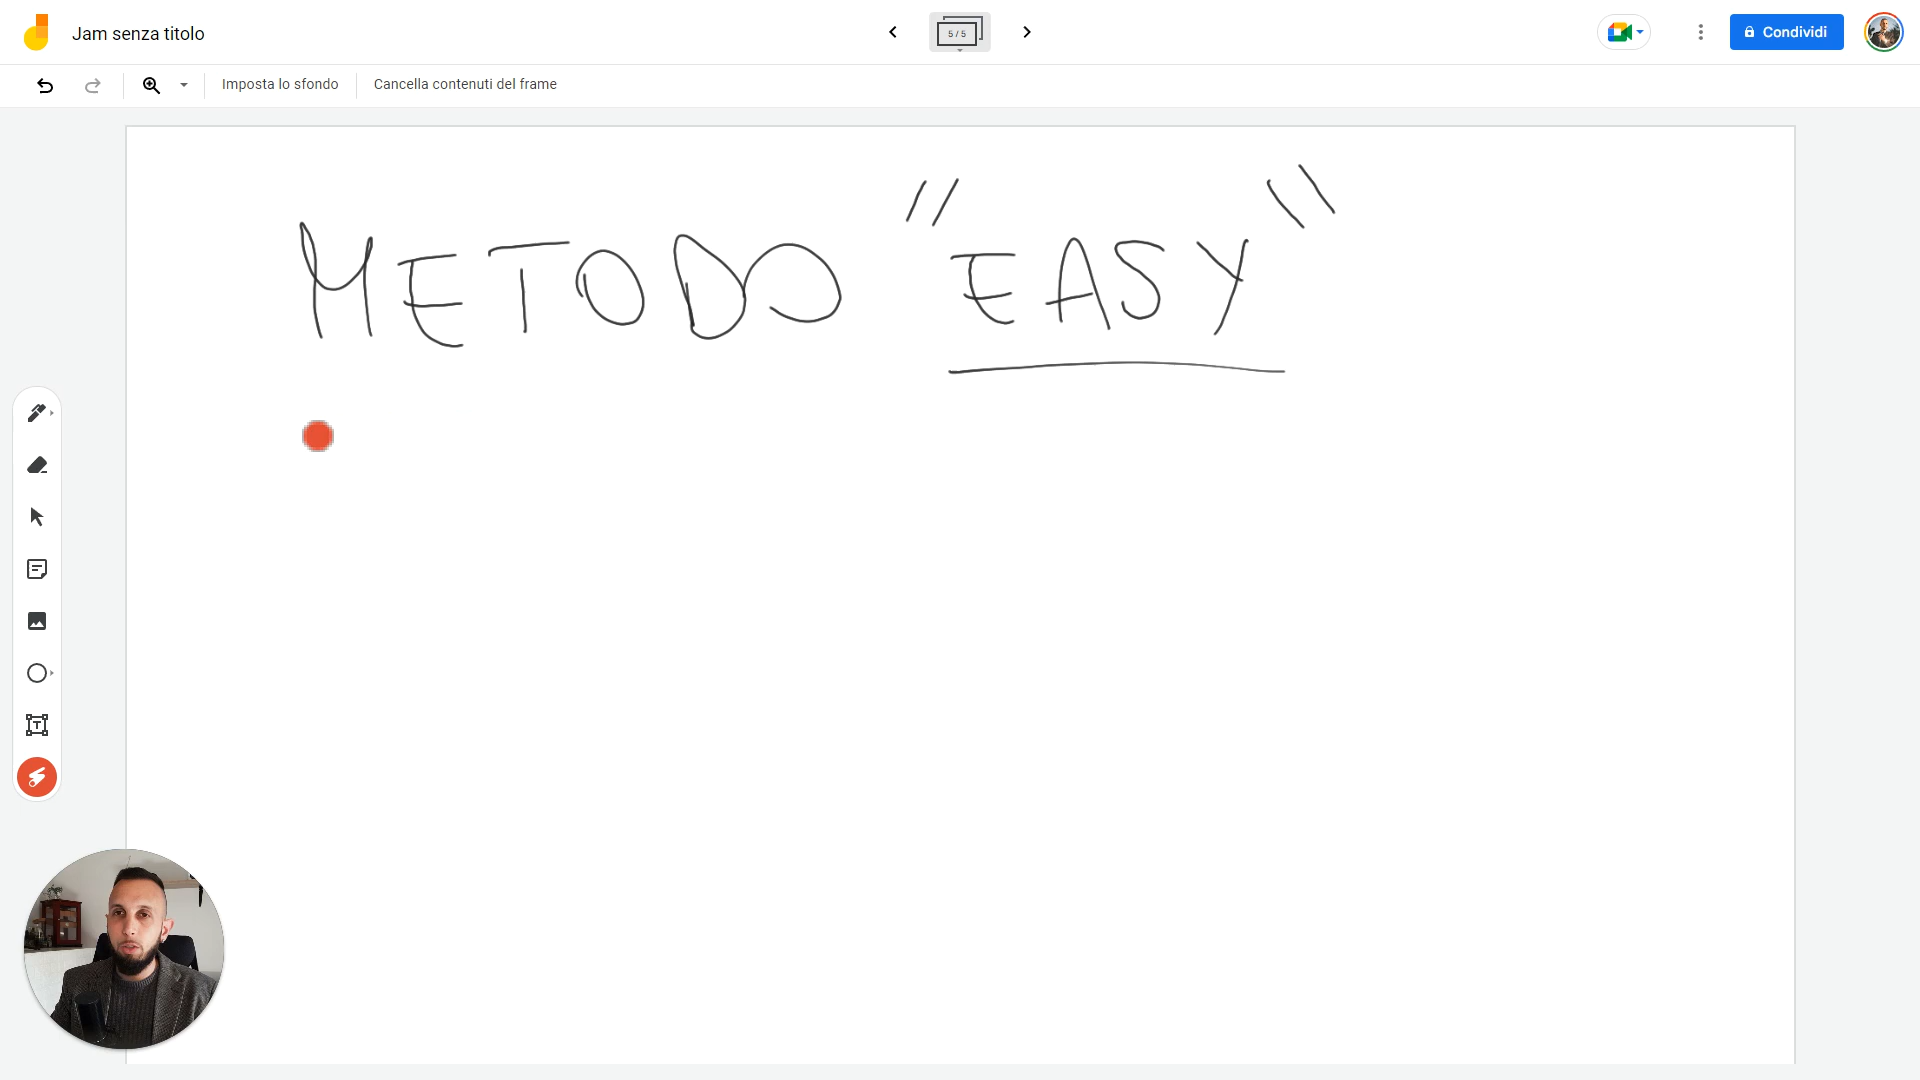 Jam senza titolo
5 / 5
Condividi
Imposta lo sfondo
Cancella contenuti del frame
METODO "EASY"
T